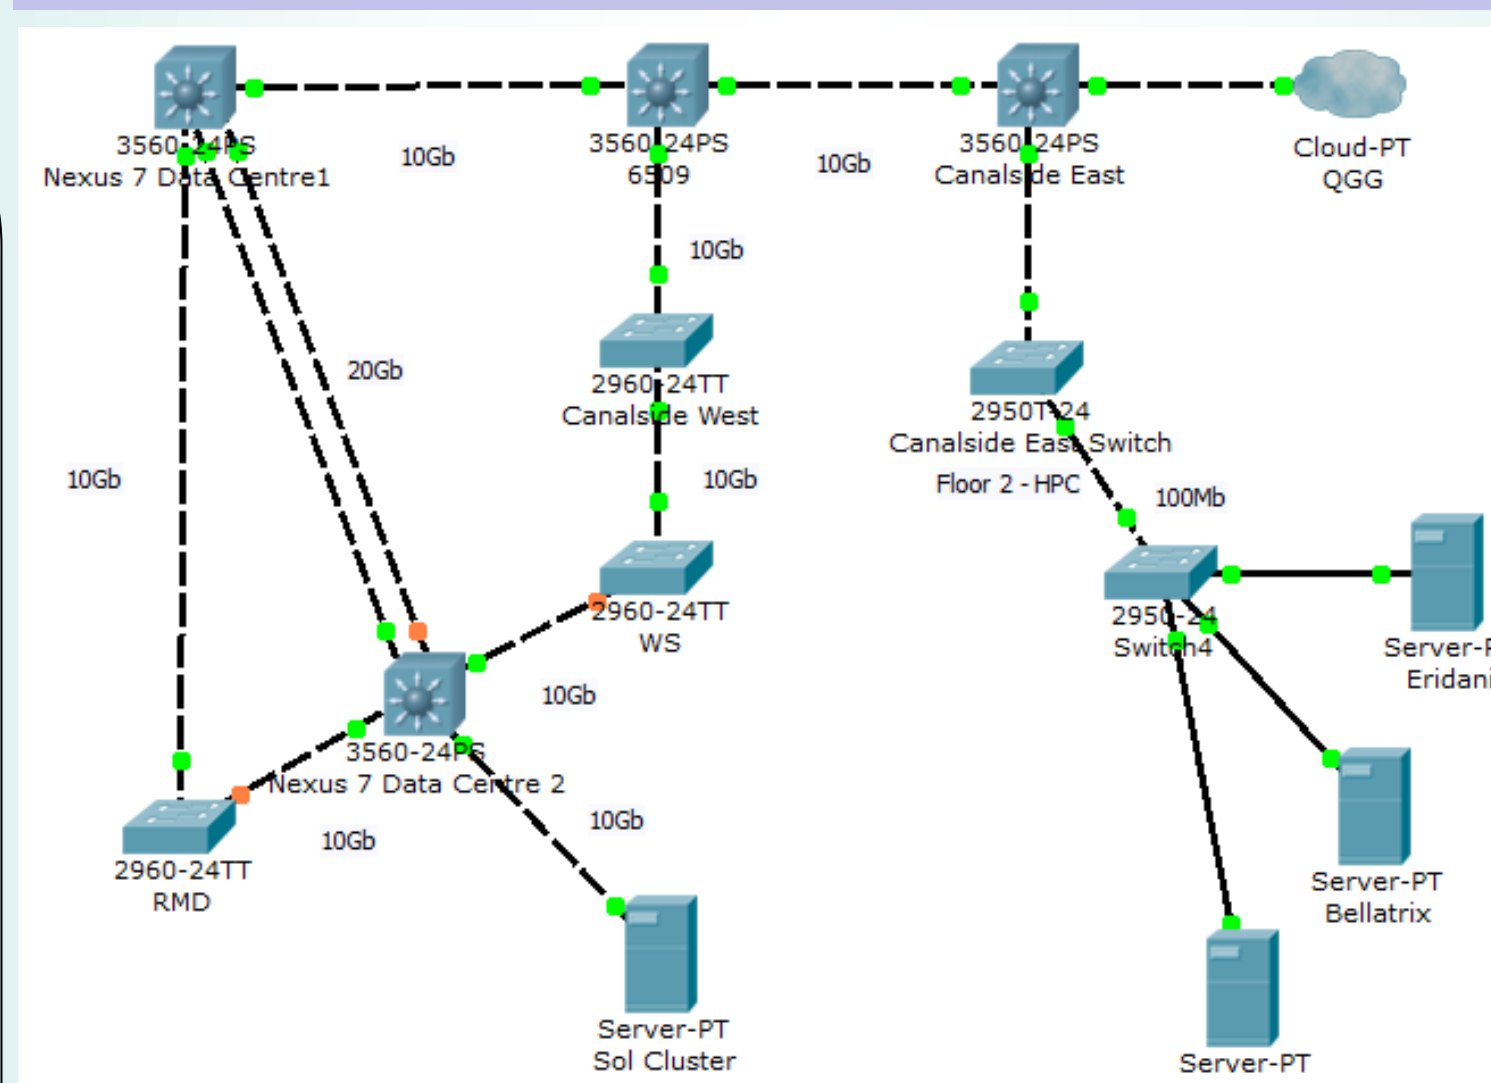 3560-24PS
Nexus 7 Data Centre1
10Gb
3560-24PS
6509
10Gb
3560-24PS
Canalside East
Cloud-PT
QGG
10Gb
20Gb
2960-24TT
Canalside West
2950T-24
Canalside East Switch
Floor 2 - HPC
10Gb
10Gb
100Mb
2960-24TT
WS
2950-24
Switch4
Server-P
Eridani
10Gb
3560-24PS
Nexus 7 Data Centre 2
10Gb
10Gb
2960-24TT
RMD
Server-PT
Bellatrix
Server-PT
Sol Cluster
Server-PT